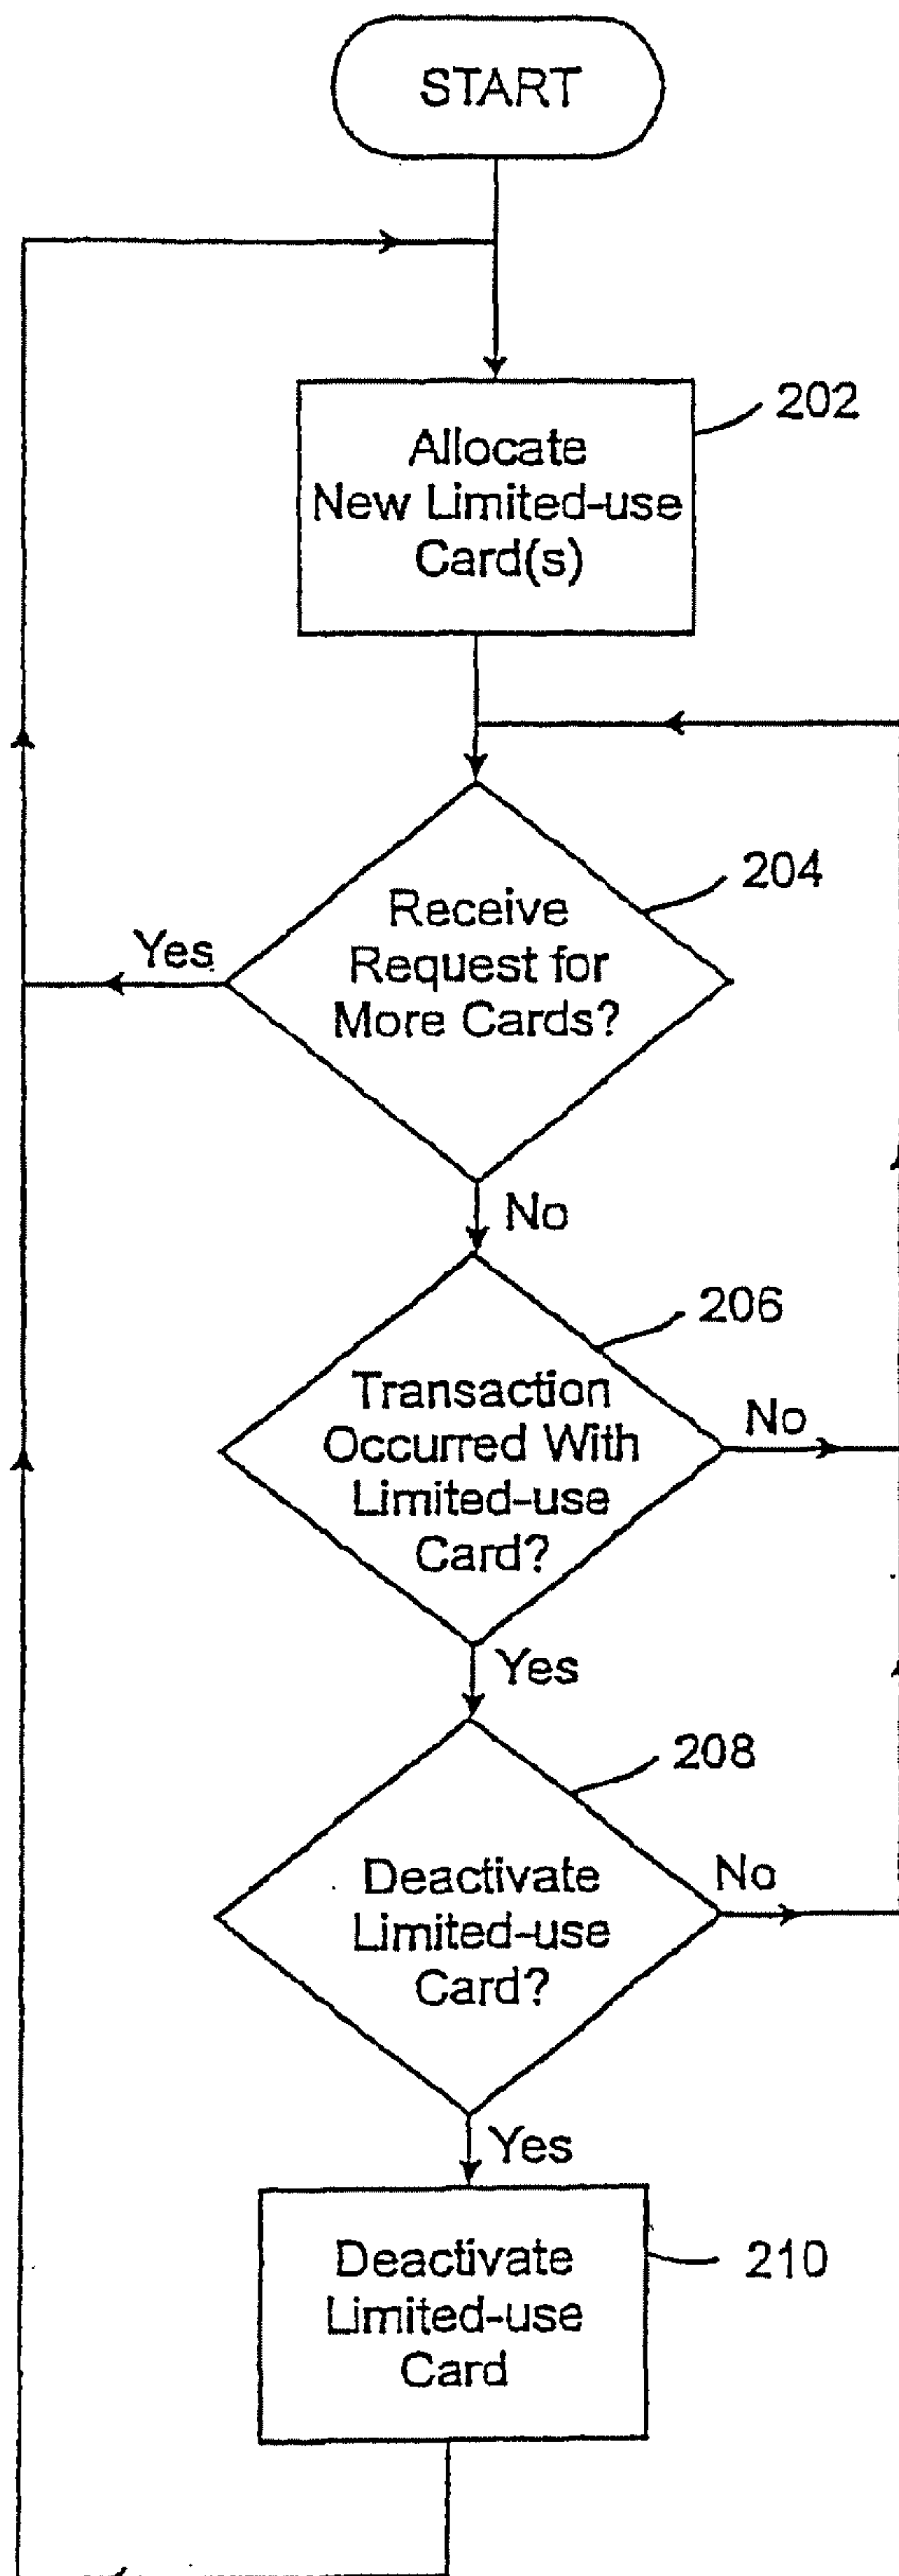 START
202
Allocate
New Limited-use
Card(s)
204
Yes
Receive
Request for
More Cards?
No
206
Transaction
Occurred With
Limited-use
Card?
No
Yes
208
Deactivate
Limited-use
Card?
No
Yes
210
Deactivate
Limited-use
Card